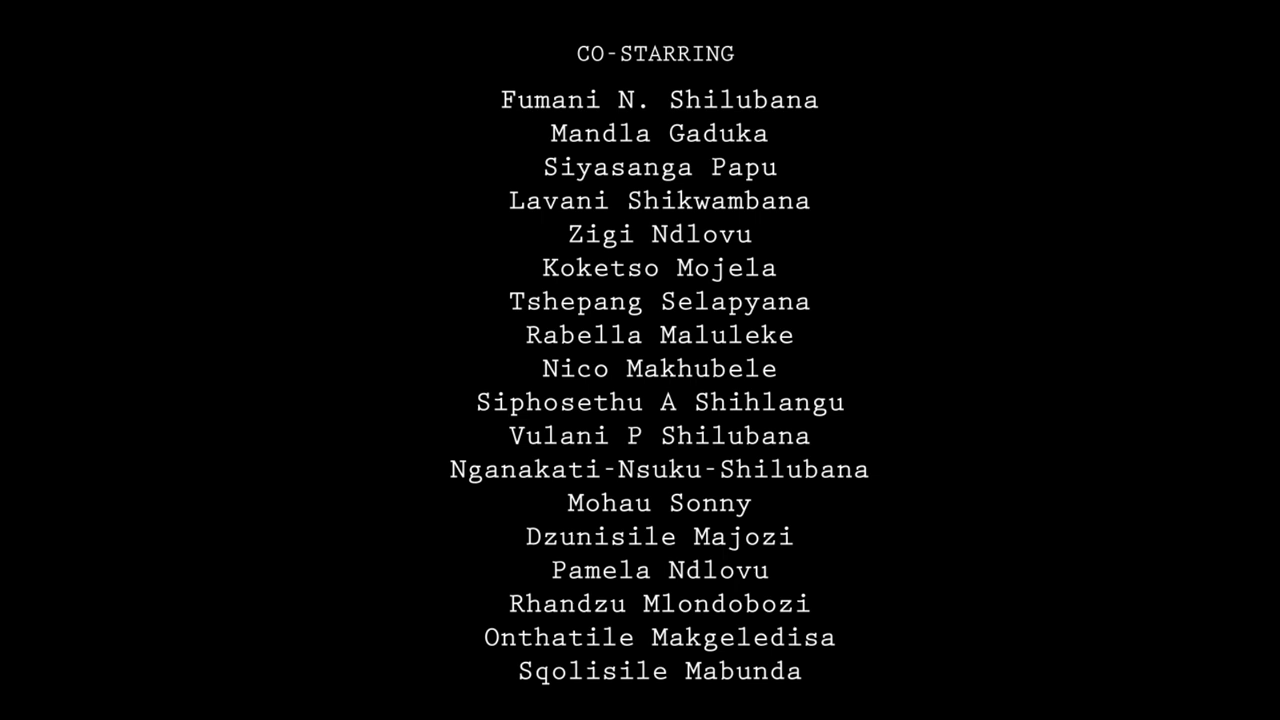 CO-STARRING
Fumani N. Shilubana
Mandla Gaduka
Siyasanga Papu
Lavani Shikwambana
Zigi Ndlovu
Koketso Mojela
Tshepang Selapyana
Rabella Maluleke
Nico Makhubele
Siphosethu A Shihlangu
Vulani P Shilubana
Nganakati-Nsuku-Shilubana
Mohau Sonny
Dzunisile Majozi
Pamela Ndlovu
Rhandzu Mlondobozi
Onthatile Makgeledisa
Sqolisile Mabunda